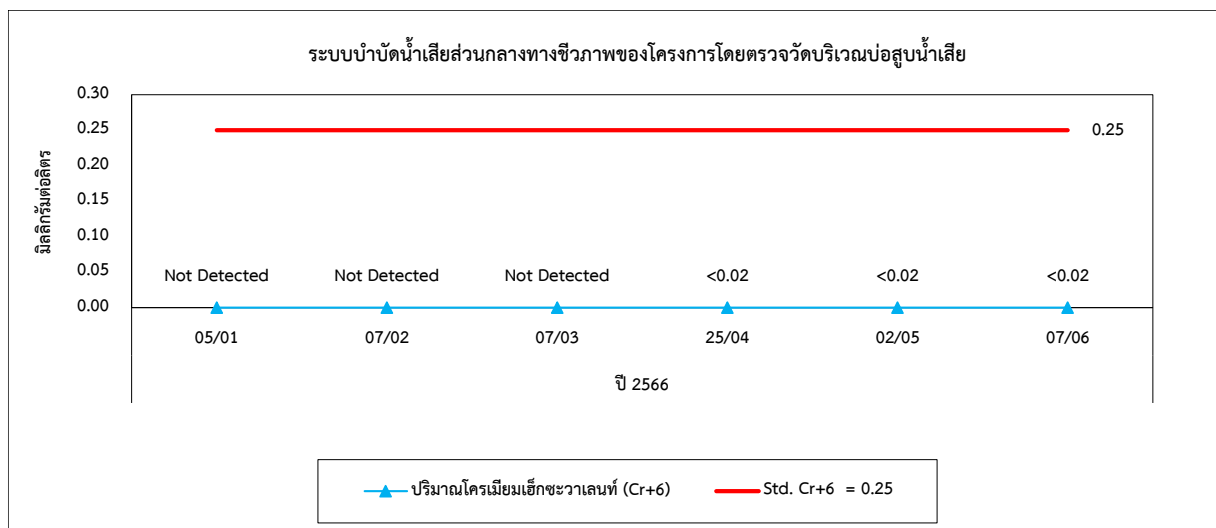 ระบบบำบัดน้ำเสียส่วนกลางทางชีวภาพของโครงการโดยตรวจวัดบริเวณบ่อสูบน้ำเสีย
มิลลิกรัมต่อลิตร
0.30
0.25
0.20
0.15
0.10
0.05
0.00
0.25
Not Detected Not Detected Not Detected <0.02 <0.02 <0.02
05/01 07/02 07/03 25/04 02/05 07/06
ปี 2566
ปริมาณโครเมียมเฮ็กซะวาเลนท์ (Cr+6) Std. Cr+6 = 0.25